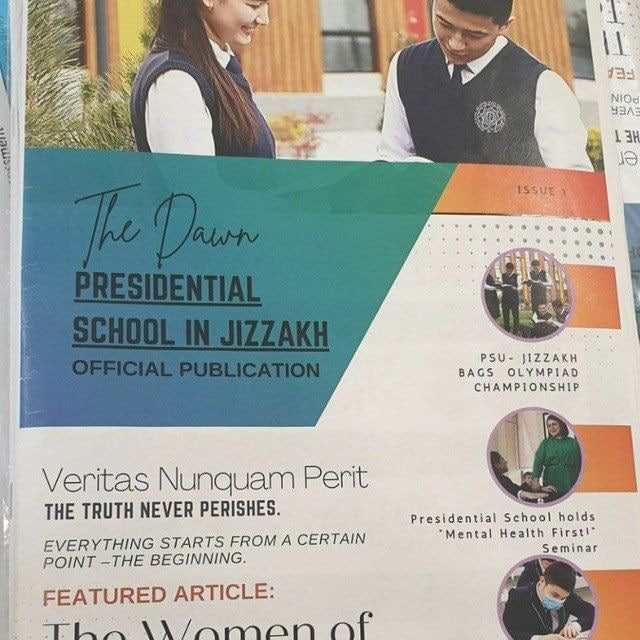 ISSUE 1
The Dawn
PRESIDENTIAL
SCHOOL IN JIZZAKH
OFFICIAL PUBLICATION
PSU- JIZZAKH
BAGS OLYMPIAD
CHAMPIONSHIP
Veritas Nunquam Perit
THE TRUTH NEVER PERISHES.
EVERYTHING STARTS FROM A CERTAIN
POINT –THE BEGINNING.
Presidential School holds
"Mental Health First!"
Seminar
FEATURED ARTICLE:
The Women of